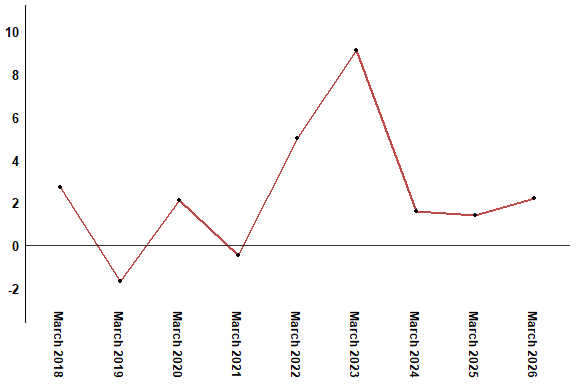 10
8
6
4
2
0
-2
March 2018
March 2019
March 2020
March 2021
March 2022
March 2023
March 2024
March 2025
March 2026